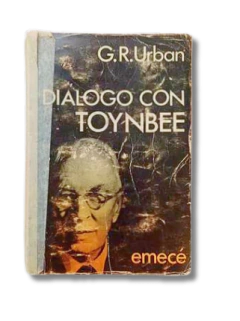 G.R.Urban
DIALOGO CON
TOYNBEE
emecé